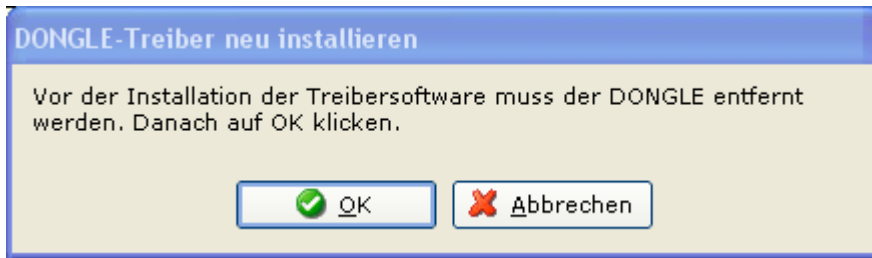 DONGLE-Treiber neu installieren
Vor der Installation der Treibersoftware muss der DONGLE entfernt
werden. Danach auf OK klicken.
OK Abbrechen